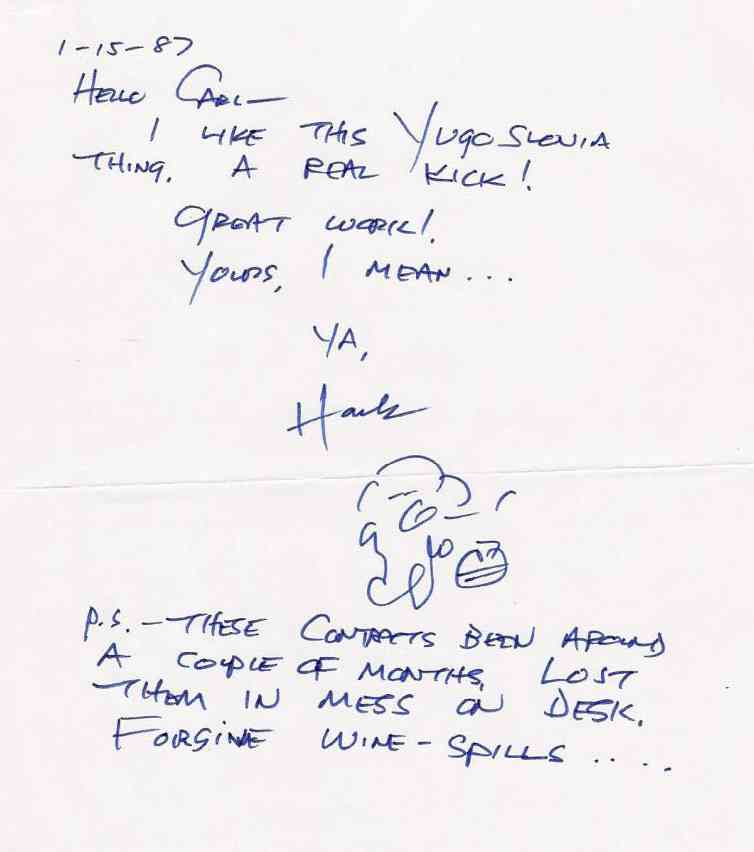 1-15-87
HELLO CARL—
I LIKE THIS YUGOSLOVIA
THING. A REAL KICK!
GREAT WORK!
YOURS, I MEAN...
YA,
Hank
P.S. — THESE CONTRACTS BEEN AROUND
A COUPLE OF MONTHS. LOST
THEM IN MESS ON DESK.
FORGIVE WINE-SPILLS .....